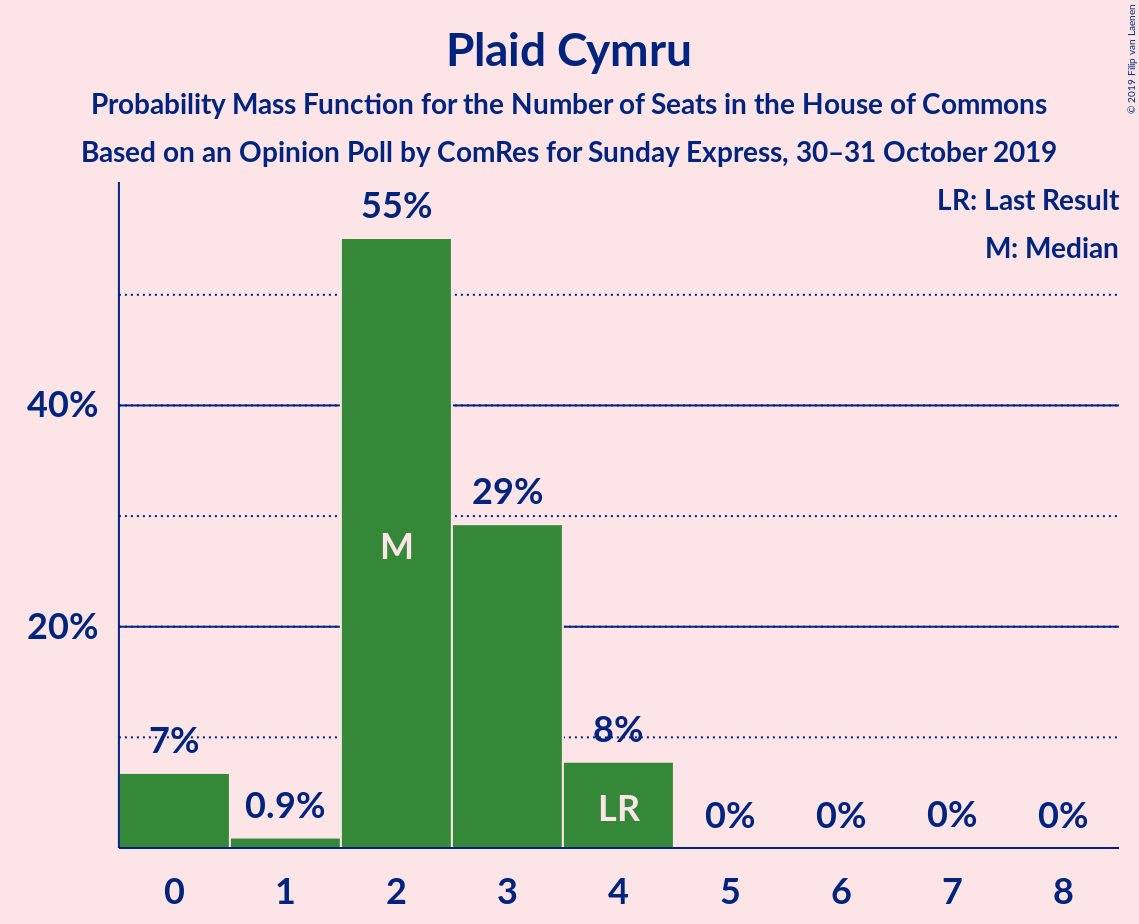 Plaid Cymru
Probability Mass Function for the Number of Seats in the House of Commons
Based on an Opinion Poll by ComRes for Sunday Express, 30–31 October 2019
© 2019 Filip van Laenen
LR: Last Result
M: Median
55%
40%
29%
M
20%
7%
0.9%
8%
LR
0%
0%
0%
0%
0
1
2
3
4
5
6
7
8